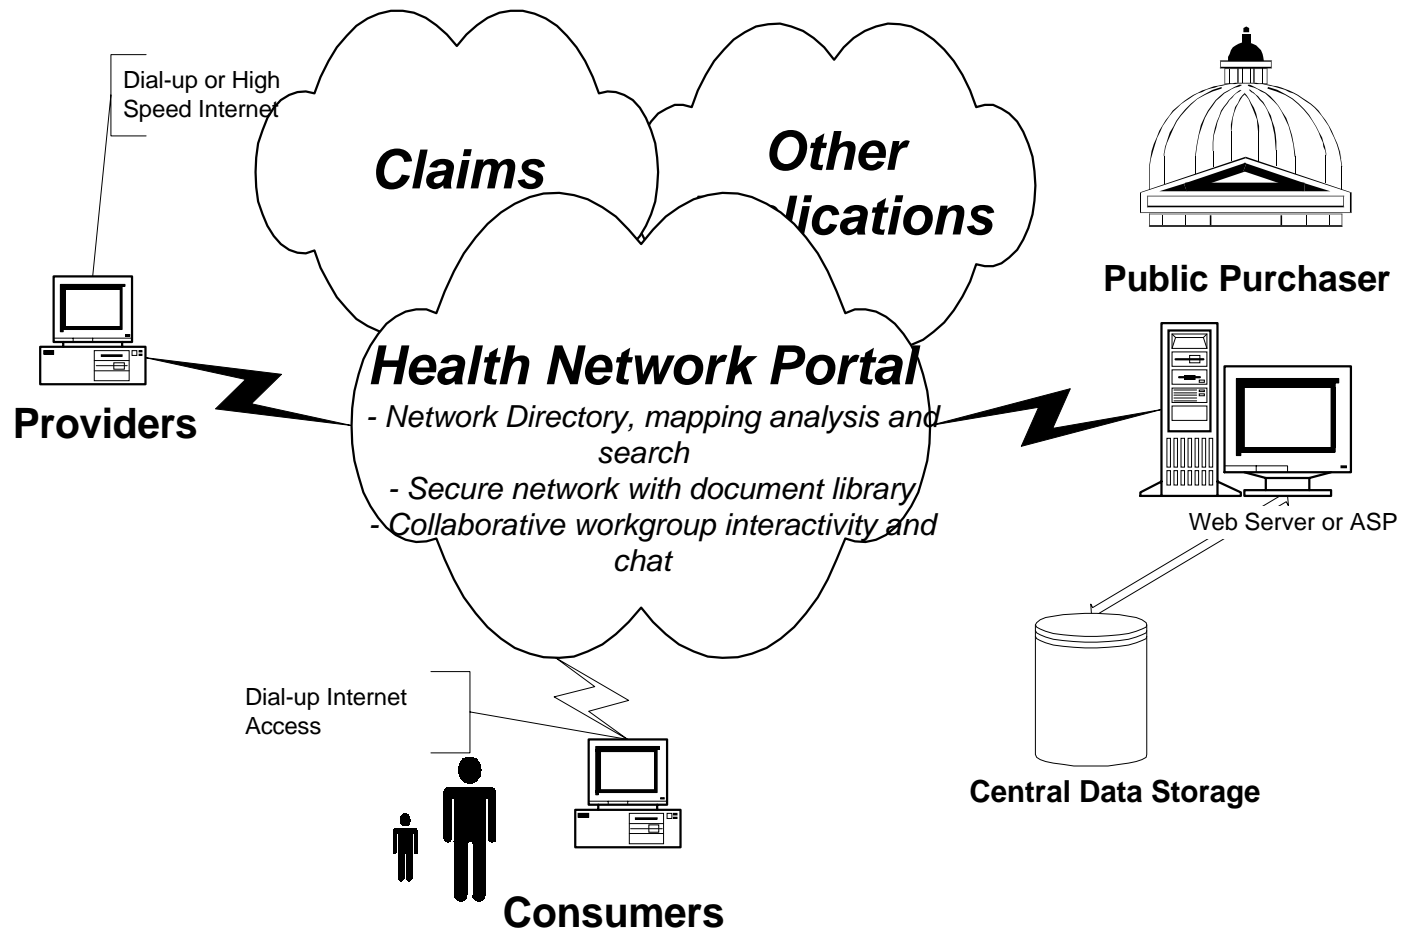 Dial-up or High
Speed Internet
Claims
Other
lications
Public Purchaser
Providers
Health Network Portal
- Network Directory, mapping analysis and
search
- Secure network with document library
- Collaborative workgroup interactivity and
chat
Web Server or ASP
Dial-up Internet
Access
Central Data Storage
Consumers